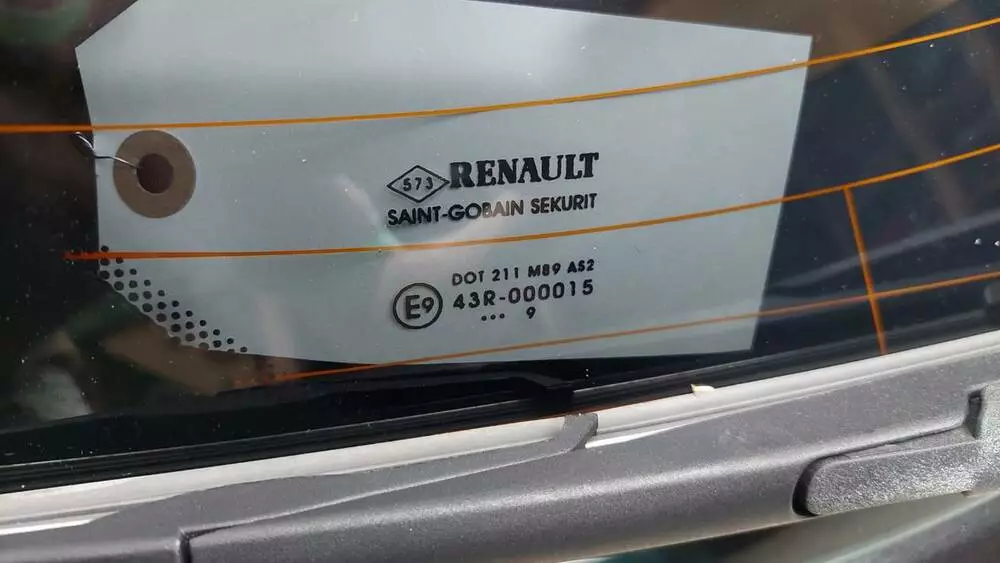 573 RENAULT
SAINT-GOBAIN SEKURIT
DOT 211 M89 AS2
E9 43R-000015
... 9